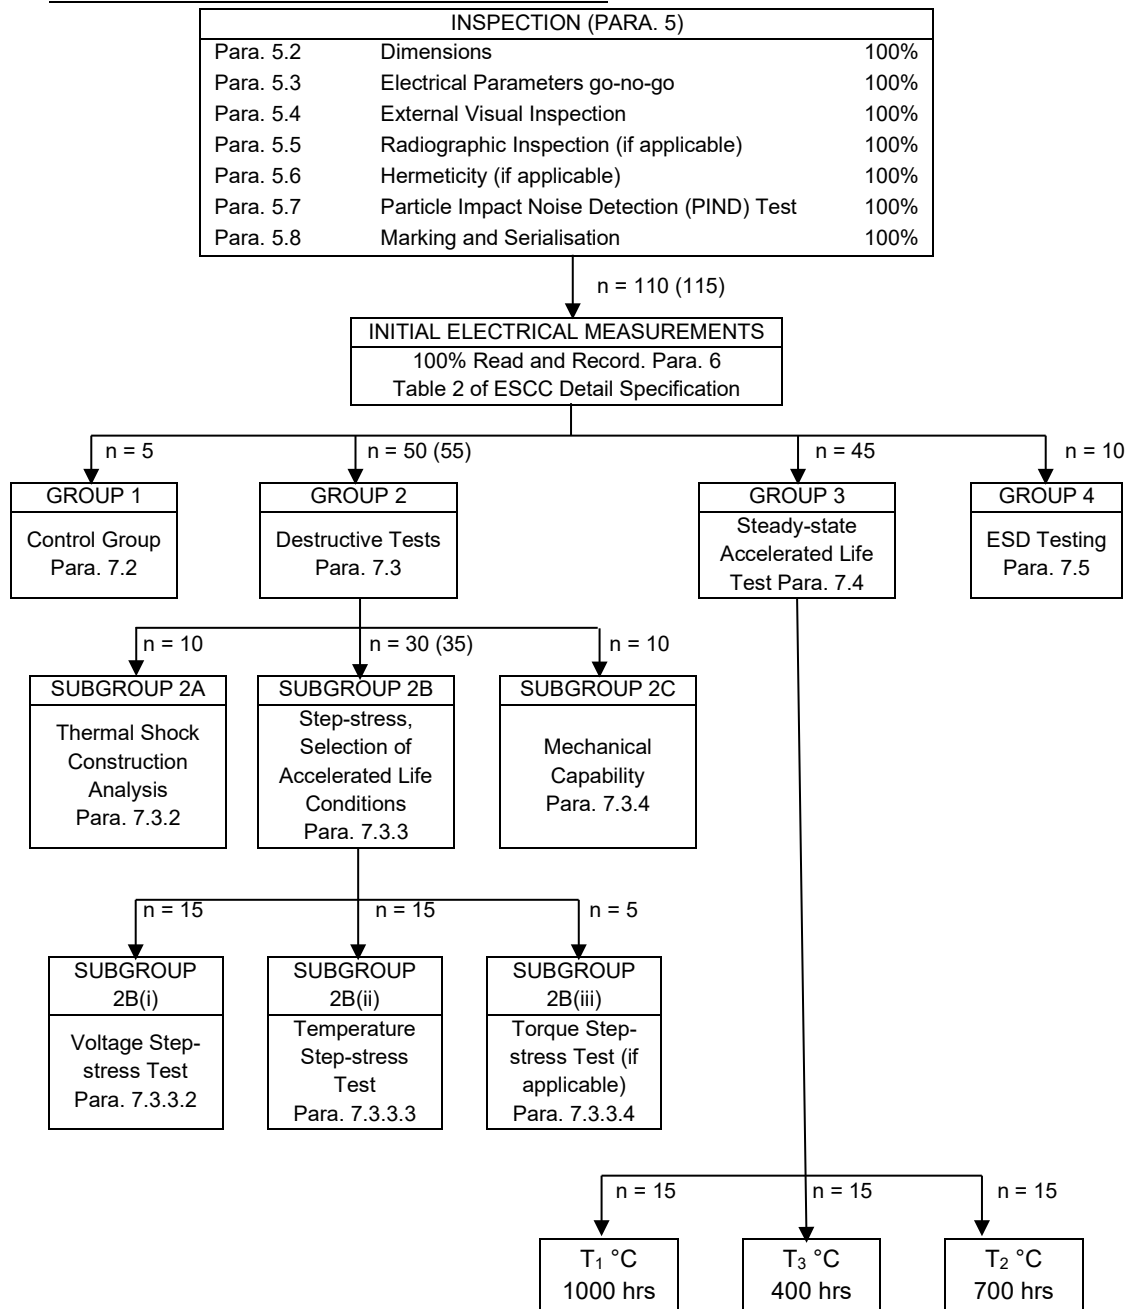 INSPECTION (PARA. 5)
Para. 5.2 Dimensions 100%
Para. 5.3 Electrical Parameters go-no-go 100%
Para. 5.4 External Visual Inspection 100%
Para. 5.5 Radiographic Inspection (if applicable) 100%
Para. 5.6 Hermeticity (if applicable) 100%
Para. 5.7 Particle Impact Noise Detection (PIND) Test 100%
Para. 5.8 Marking and Serialisation 100%
n = 110 (115)
INITIAL ELECTRICAL MEASUREMENTS
100% Read and Record. Para. 6
Table 2 of ESCC Detail Specification
n = 5
n = 50 (55)
n = 45
n = 10
GROUP 1
Control Group
Para. 7.2
GROUP 2
Destructive Tests
Para. 7.3
GROUP 3
Steady-state
Accelerated Life
Test Para. 7.4
GROUP 4
ESD Testing
Para. 7.5
n = 10
n = 30 (35)
n = 10
SUBGROUP 2A
Thermal Shock
Construction
Analysis
Para. 7.3.2
SUBGROUP 2B
Step-stress,
Selection of
Accelerated Life
Conditions
Para. 7.3.3
SUBGROUP 2C
Mechanical
Capability
Para. 7.3.4
n = 15
n = 15
n = 5
SUBGROUP
2B(i)
Voltage Step-
stress Test
Para. 7.3.3.2
SUBGROUP
2B(ii)
Temperature
Step-stress
Test
Para. 7.3.3.3
SUBGROUP
2B(iii)
Torque Step-
stress Test (if
applicable)
Para. 7.3.3.4
n = 15
n = 15
n = 15
T₁ °C
1000 hrs
T₃ °C
400 hrs
T₂ °C
700 hrs